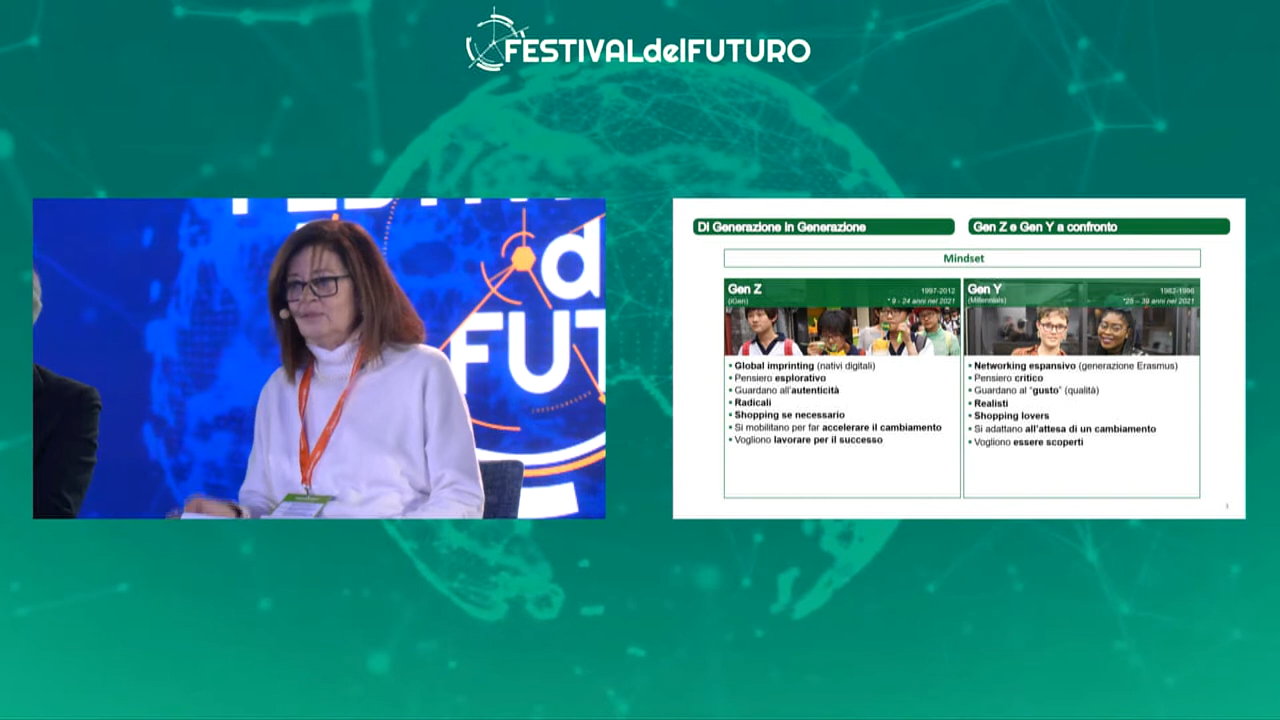 FESTIVALdelFUTURO
d
FUT
Di Generazione in Generazione
Gen Z e Gen Y a confronto
Mindset
Gen Z
1997-2012
(iGen)
* 9 - 24 anni nel 2021
Gen Y
1982-1996
(Millennials)
*25 – 39 anni nel 2021
▪ Global imprinting (nativi digitali)
▪ Pensiero esplorativo
▪ Guardano all'autenticità
▪ Radicali
▪ Shopping se necessario
▪ Si mobilitano per far accelerare il cambiamento
▪ Vogliono lavorare per il successo
▪ Networking espansivo (generazione Erasmus)
▪ Pensiero critico
▪ Guardano al “gusto” (qualità)
▪ Realisti
▪ Shopping lovers
▪ Si adattano all'attesa di un cambiamento
▪ Vogliono essere scoperti